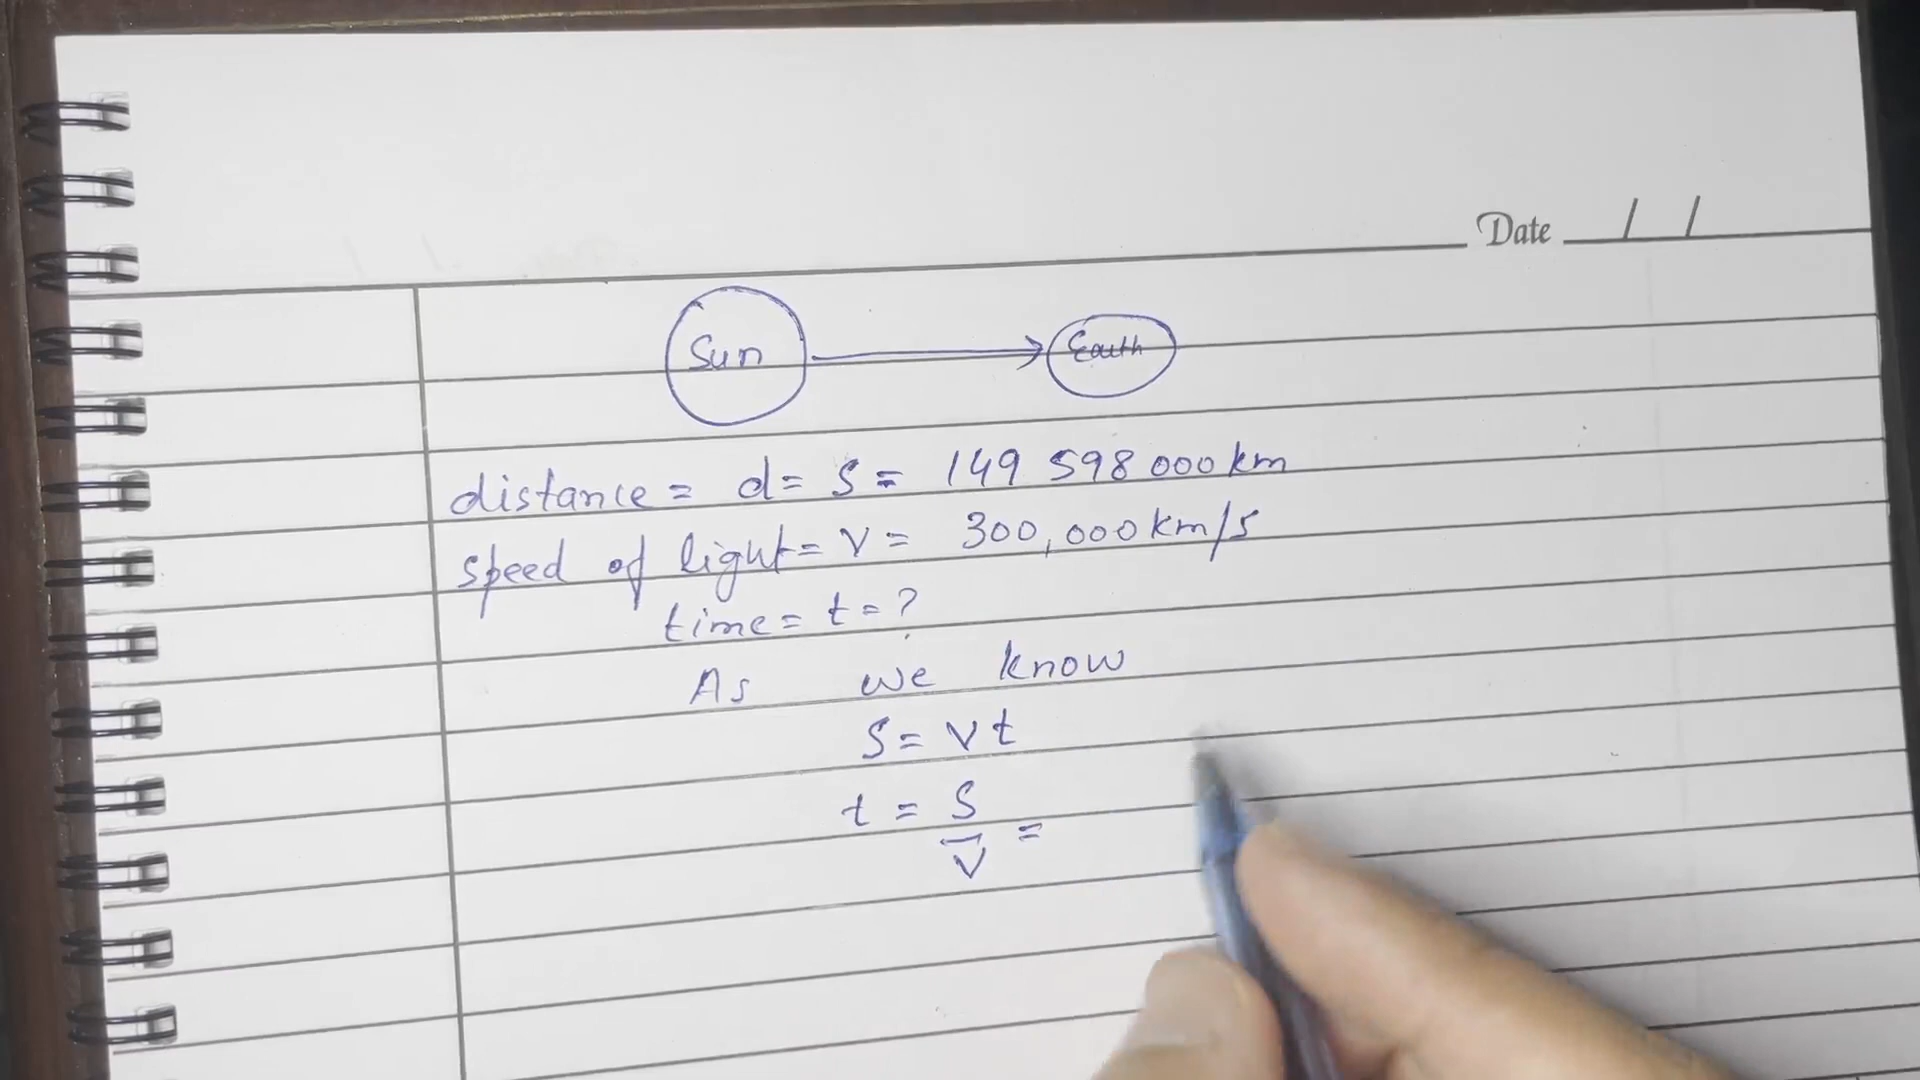 Date / /
Sun Earth
distance = d = S = 149 598 000 km
speed of light = v = 300,000 km/s
time = t = ?
As we know
S = vt
t = S/v =